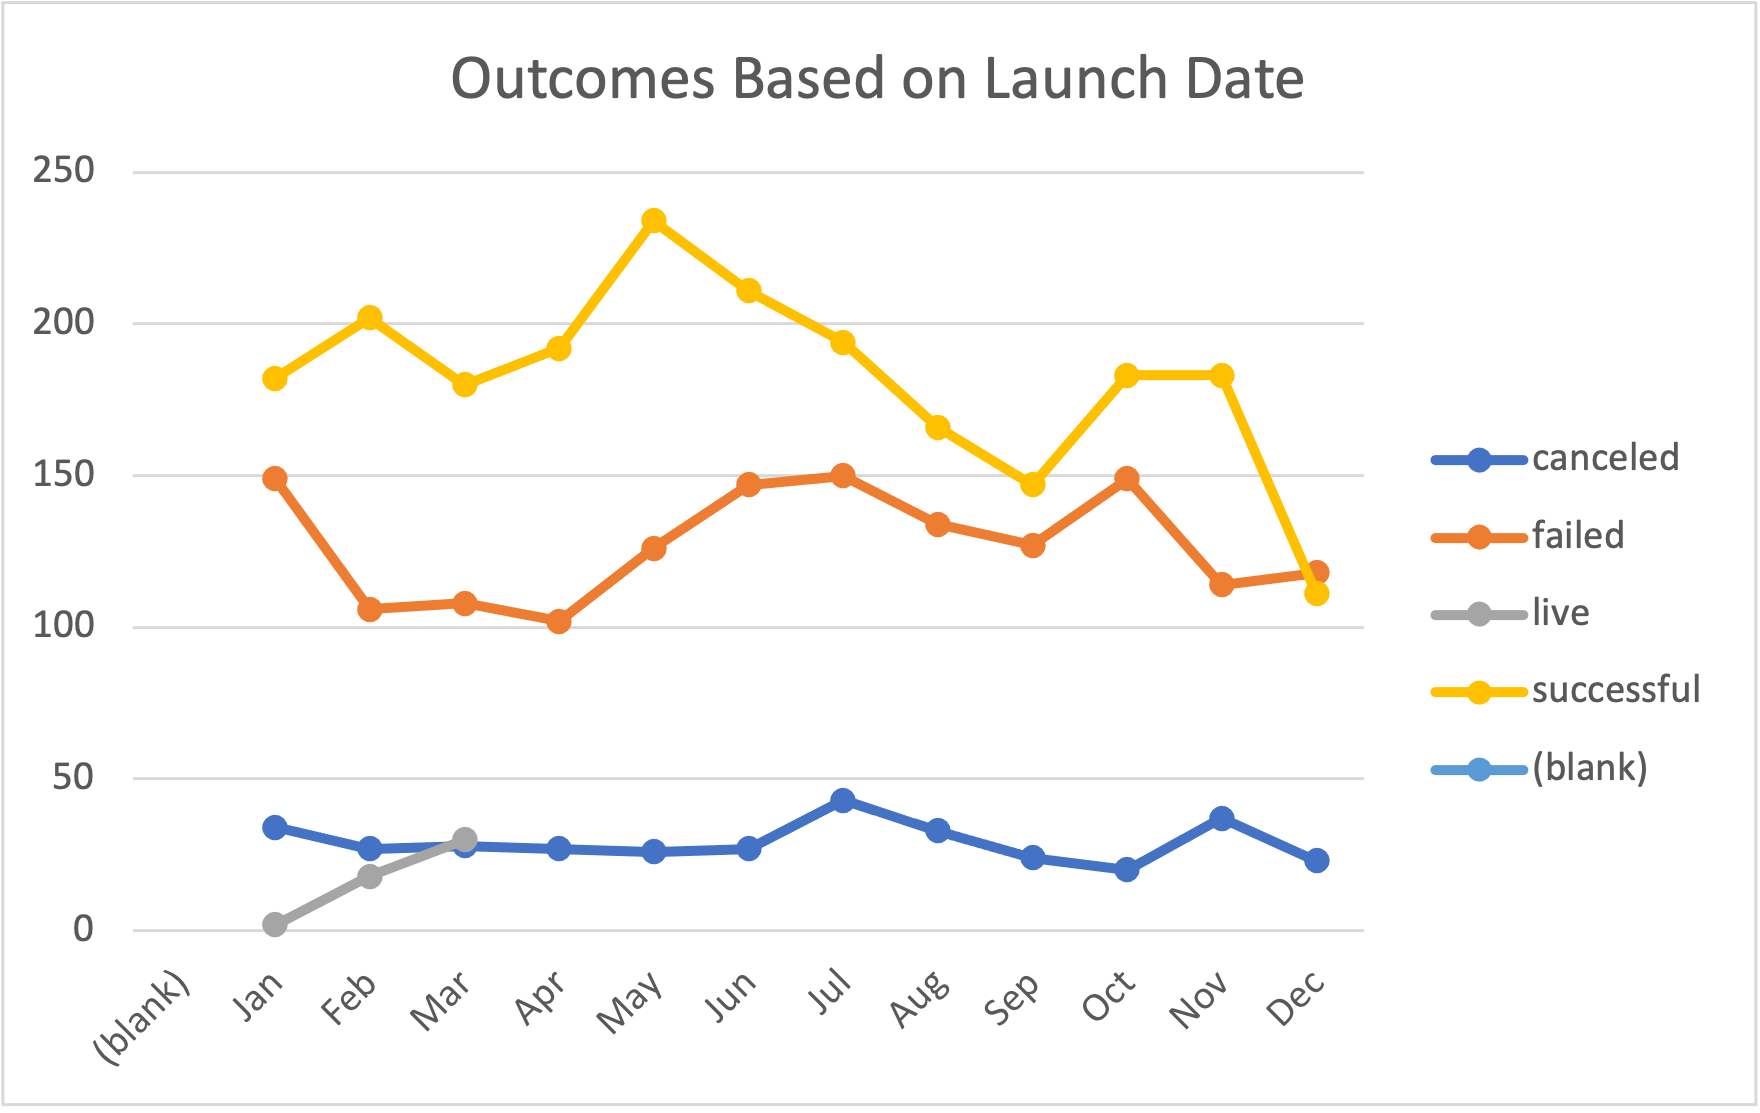 Outcomes Based on Launch Date
250
200
150
100
50
0
(blank)
Jan
Feb
Mar
Apr
May
Jun
Jul
Aug
Sep
Oct
Nov
Dec
canceled
failed
live
successful
(blank)